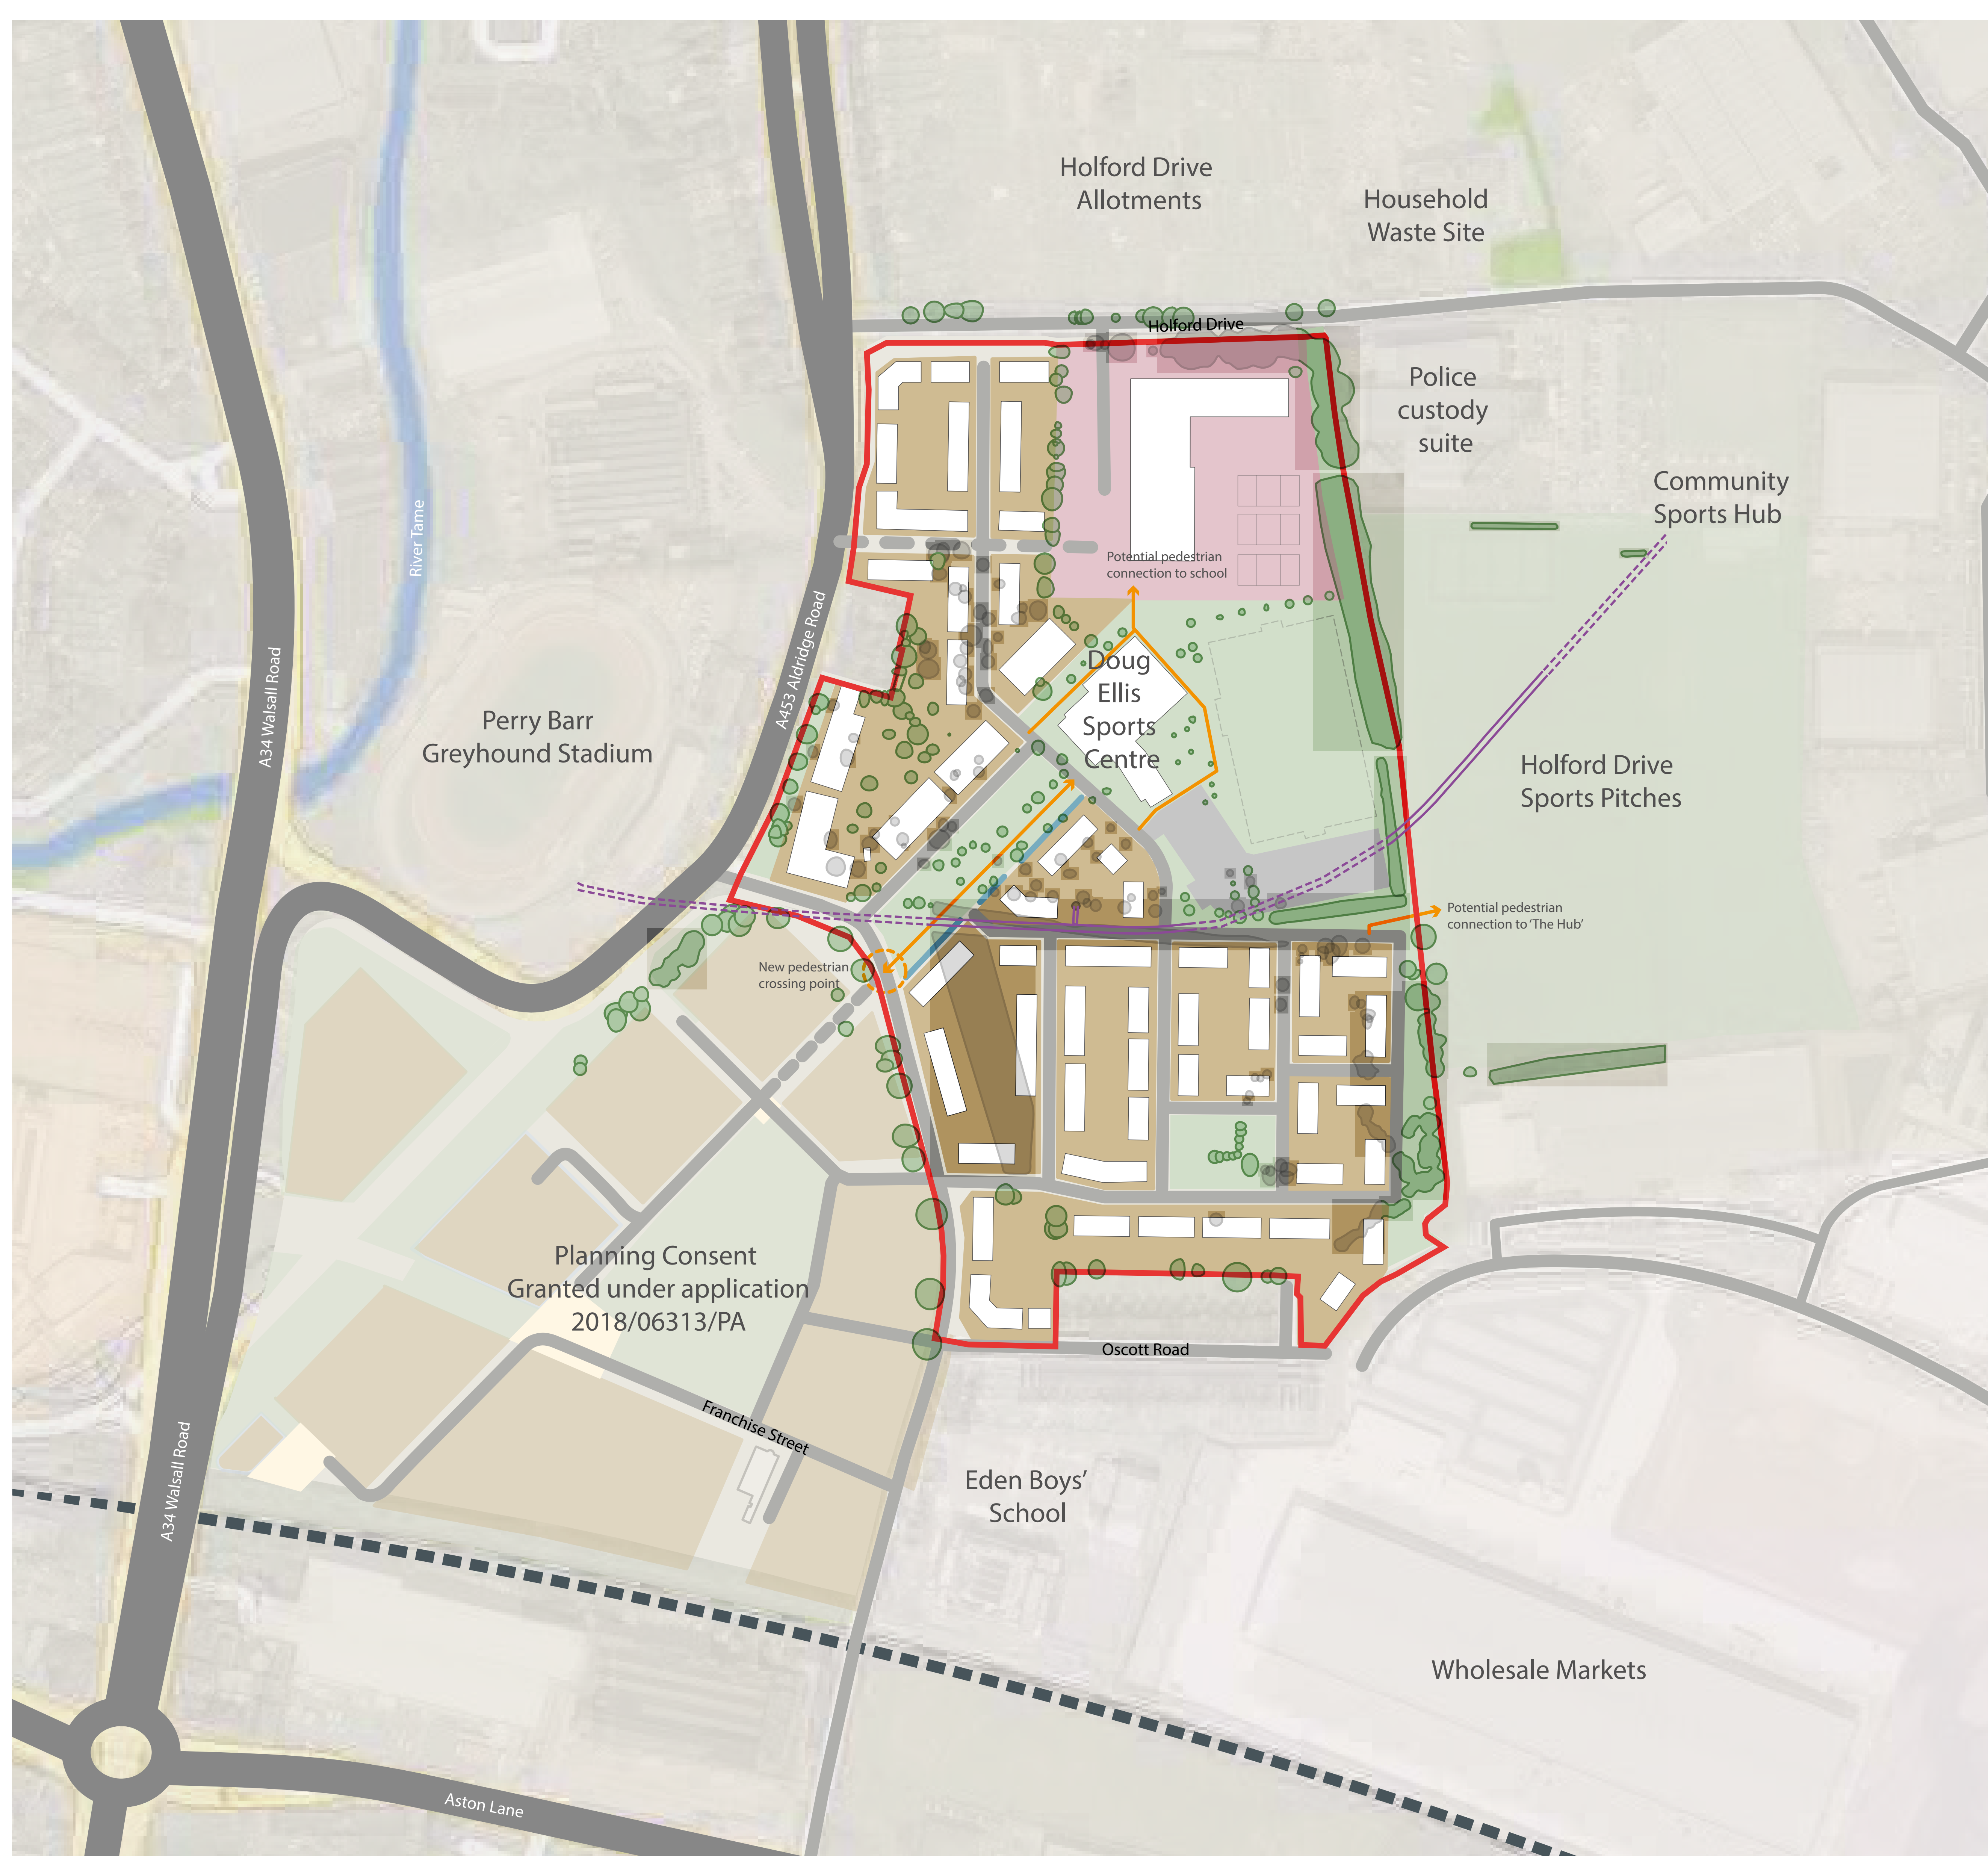 Holford Drive
Allotments
Household
Waste Site
Holford Drive
Police
custody
suite
Community
Sports Hub
River Tame
Potential pedestrian
connection to school
A453 Aldridge Road
A34 Walsall Road
Perry Barr
Greyhound Stadium
Doug
Ellis
Sports
Centre
Holford Drive
Sports Pitches
Potential pedestrian
connection to ‘The Hub’
New pedestrian
crossing point
Planning Consent
Granted under application
2018/06313/PA
Oscott Road
Franchise Street
A34 Walsall Road
Eden Boys’
School
Wholesale Markets
Aston Lane